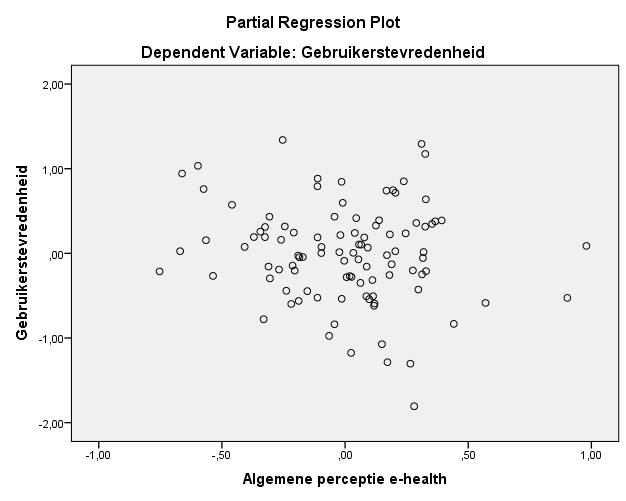 Partial Regression Plot
Dependent Variable: Gebruikerstevredenheid
2,00
1,00
,00
-1,00
-2,00
Gebruikerstevredenheid
-1,00 -,50 ,00 ,50 1,00
Algemene perceptie e-health